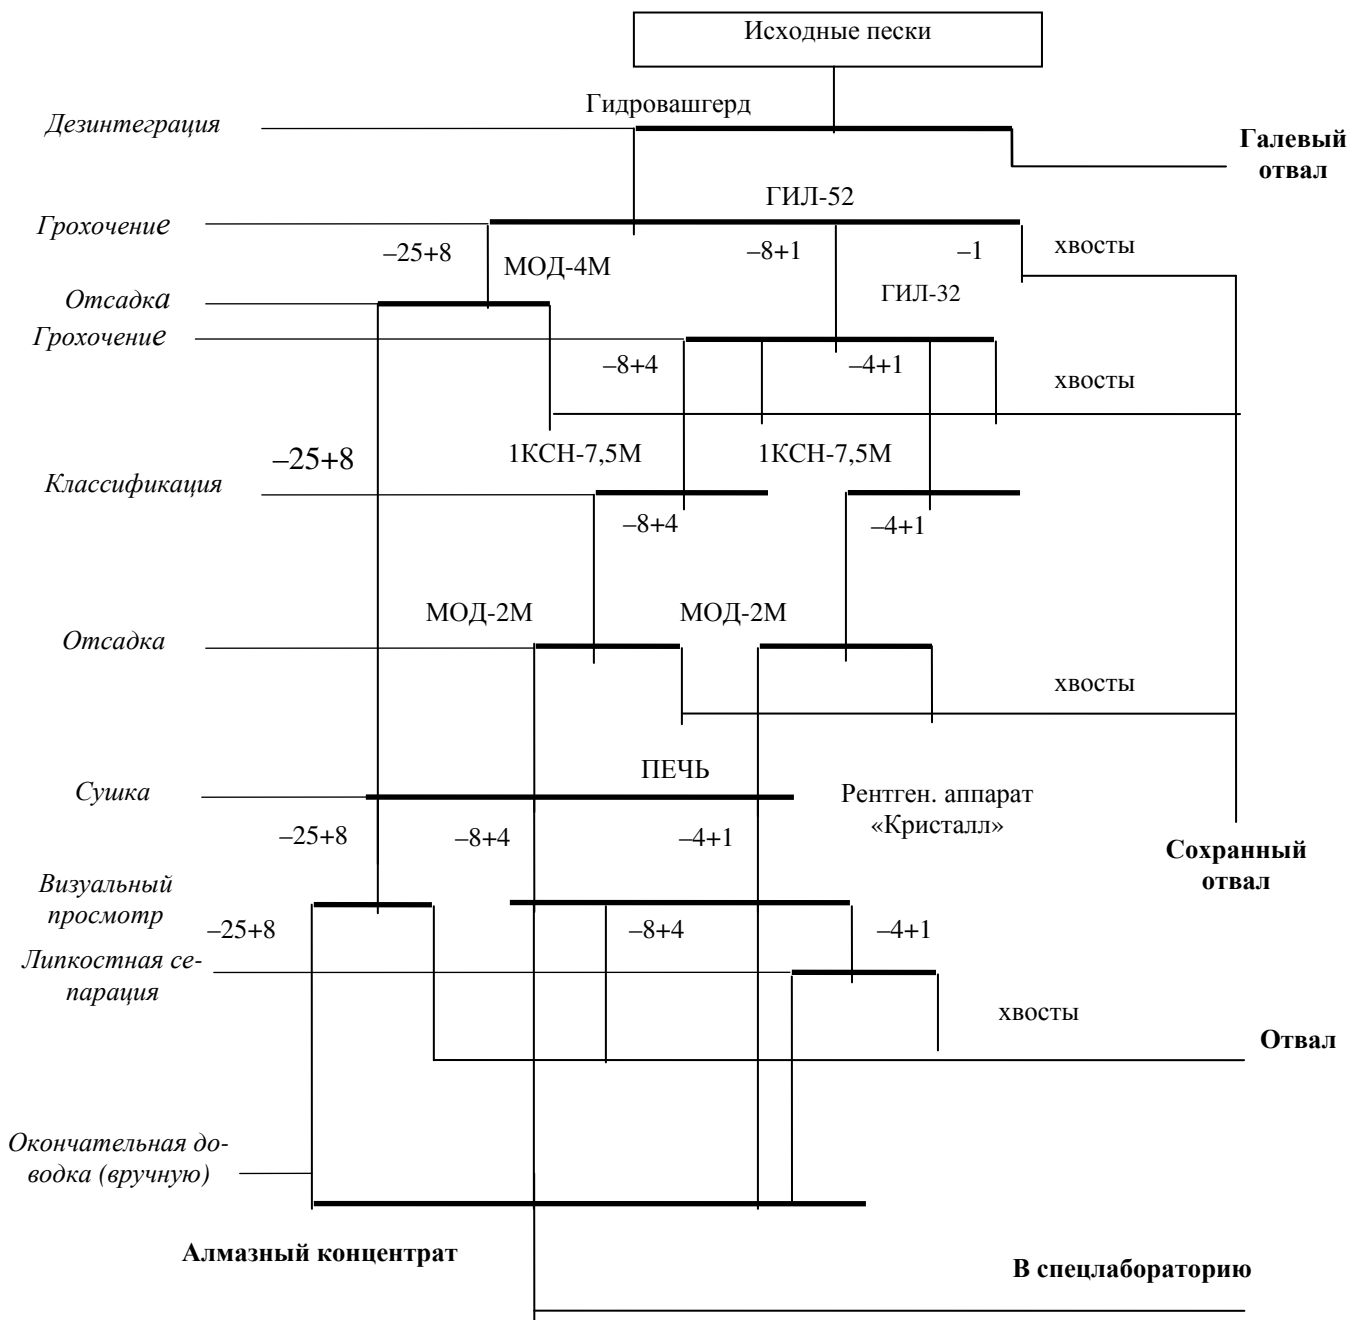 Исходные пески
Гидровашгерд
Дезинтеграция
Галевый
отвал
ГИЛ-52
Грохочение
–25+8
–8+1
–1
хвосты
МОД-4М
Отсадка
ГИЛ-32
Грохочение
–8+4
–4+1
хвосты
–25+8
1КСН-7,5М
1КСН-7,5М
Классификация
–8+4
–4+1
МОД-2М
МОД-2М
Отсадка
хвосты
ПЕЧЬ
Сушка
Рентген. аппарат
«Кристалл»
–25+8
–8+4
–4+1
Сохранный
отвал
Визуальный
просмотр
–25+8
–8+4
–4+1
Липкостная се-
парация
хвосты
Отвал
Окончательная до-
водка (вручную)
Алмазный концентрат
В спецлабораторию